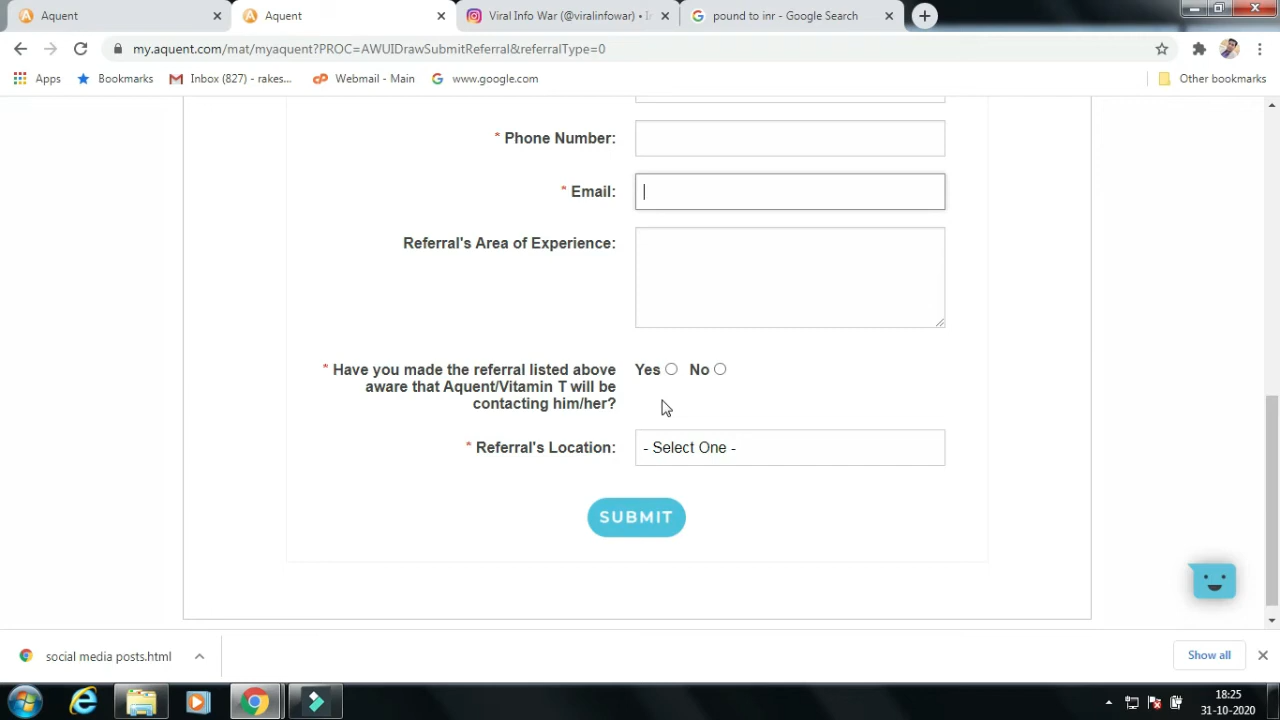 Aquent
Aquent
Viral Info War (@viralinfowar) • I
pound to inr - Google Search
my.aquent.com/mat/myaquent?PROC=AWUIDrawSubmitReferral&referralType=0
Apps
Bookmarks
Inbox (827) - rakes...
Webmail - Main
www.google.com
Other bookmarks
* Phone Number:
* Email:
Referral's Area of Experience:
* Have you made the referral listed above
aware that Aquent/Vitamin T will be
contacting him/her?
Yes No
* Referral's Location:
- Select One -
SUBMIT
social media posts.html
Show all
18:25
31-10-2020